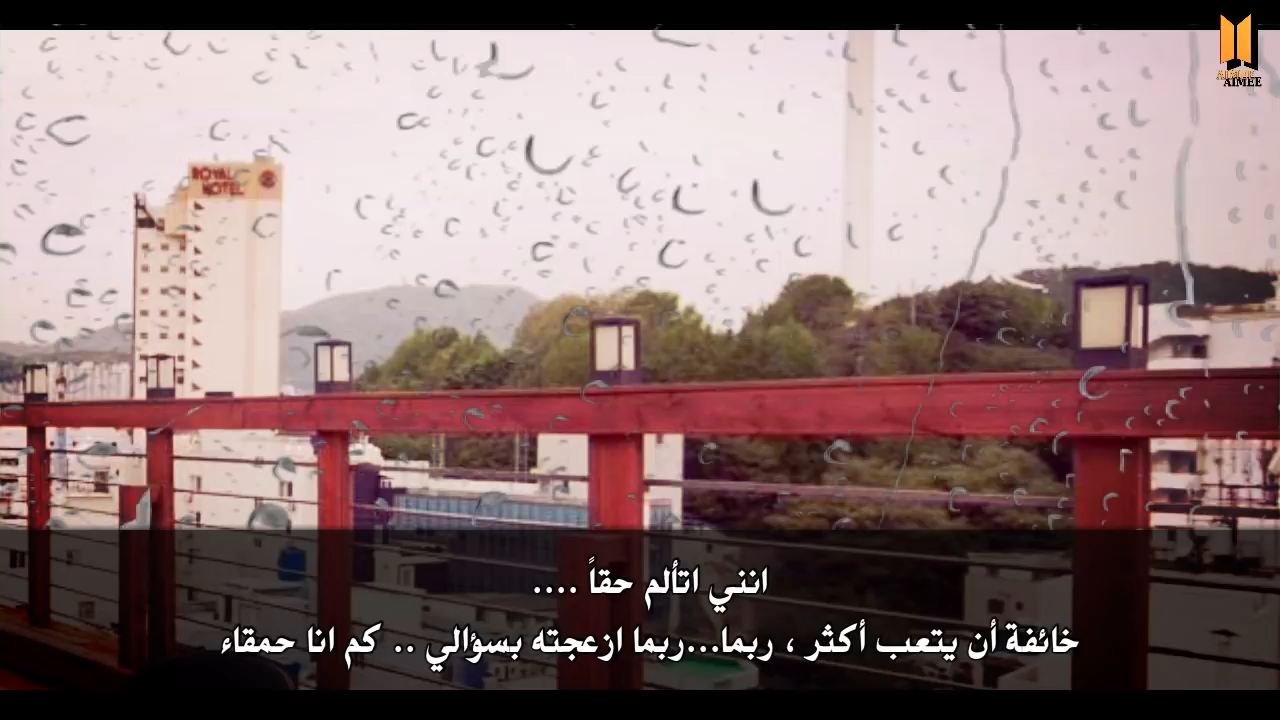 AIMEE
ROYAL
HOTEL
انني اتألم حقاً ....
خائفة أن يتعب أكثر ، ربما...ربما ازعجته بسؤالي .. كم انا حمقاء